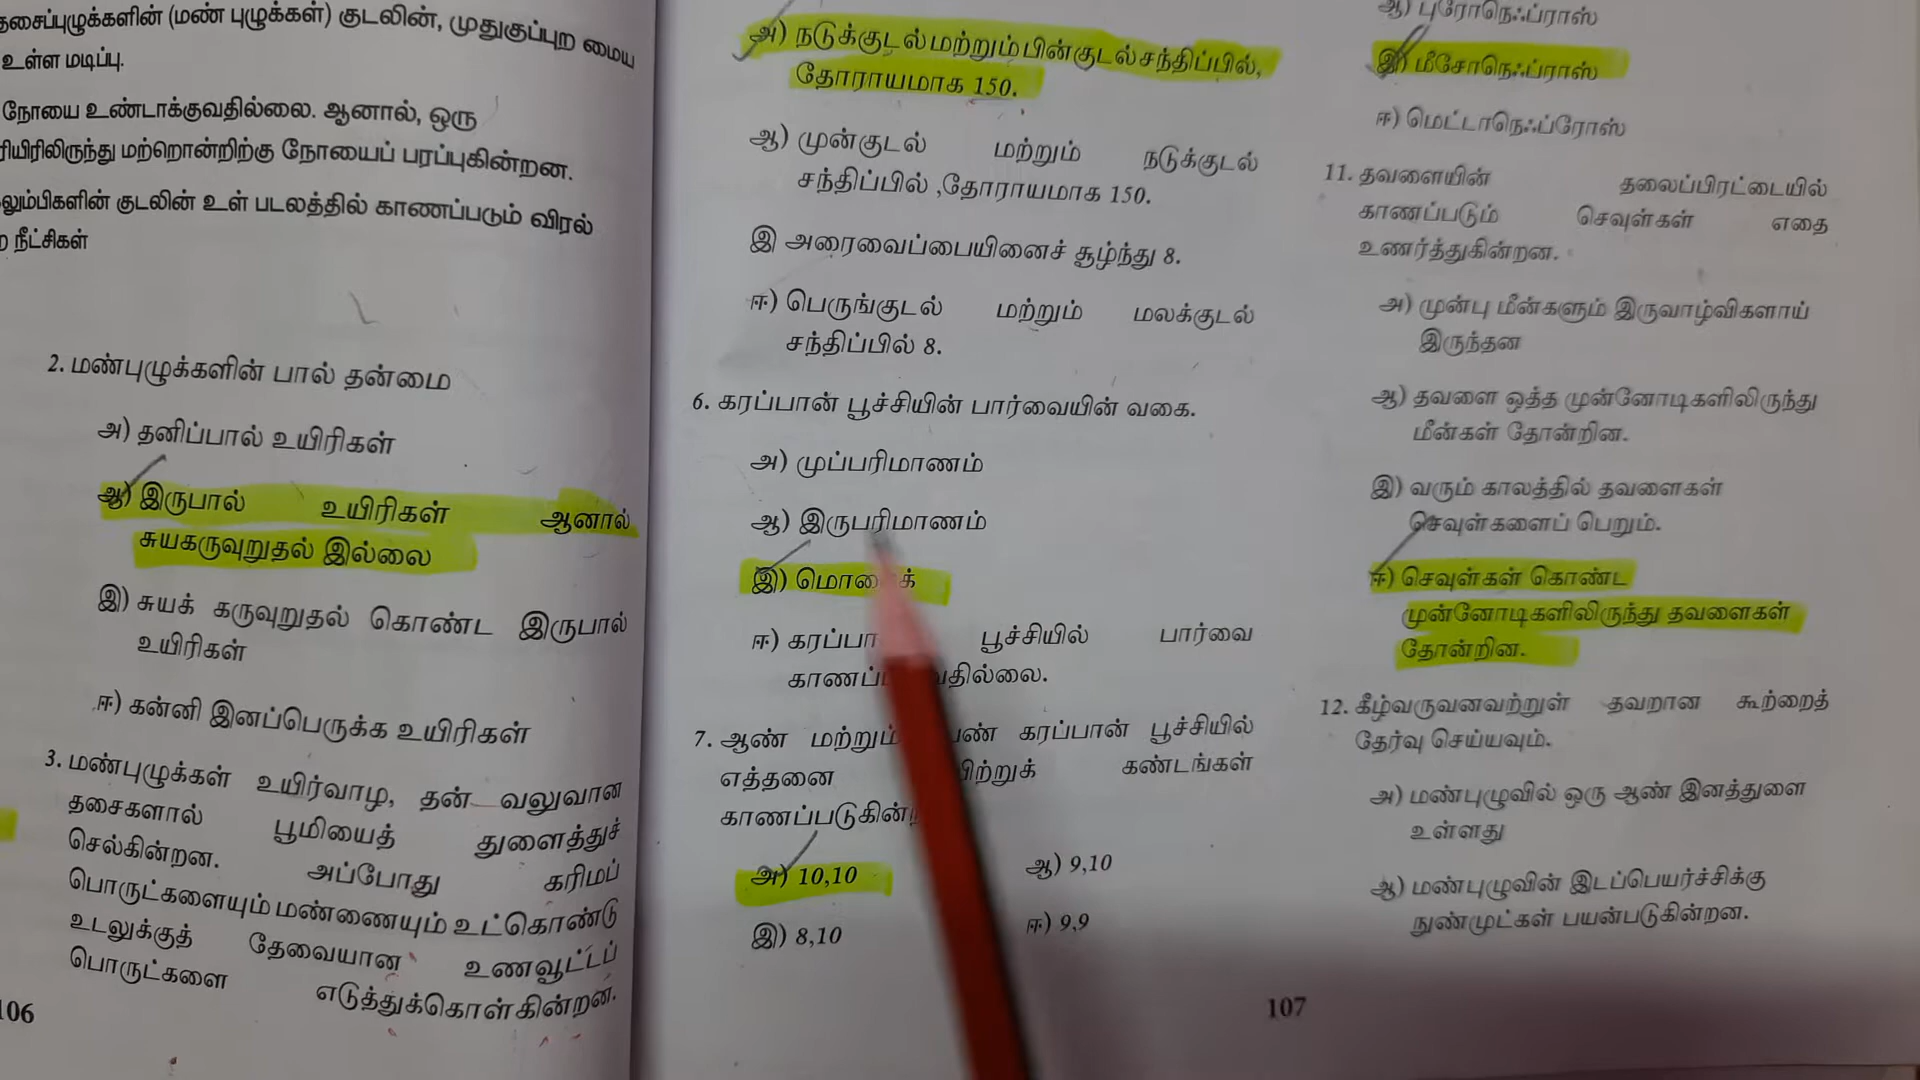 தசைப்புழுக்களின் (மண் புழுக்கள்) குடலின், முதுகுப்புற மைய
உள்ள மடிப்பு.
நோயை உண்டாக்குவதில்லை. ஆனால், ஒரு
மற்றொன்றிற்கு நோயைப் பரப்புகின்றன.
குடலின் உள் படலத்தில் காணப்படும் விரல்
நீட்சிகள்
2. மண்புழுக்களின் பால் தன்மை
அ) தனிப்பால் உயிரிகள்
ஆ) இருபால் உயிரிகள் ஆனால்
சுயகருவுறுதல் இல்லை
இ) சுயக் கருவுறுதல் கொண்ட இருபால்
உயிரிகள்
ஈ) கன்னி இனப்பெருக்க உயிரிகள்
3. மண்புழுக்கள் உயிர்வாழ, தன் வலுவான
தசைகளால் பூமியைத் துளைத்துச்
செல்கின்றன. அப்போது கரிமப்
பொருட்களையும் மண்ணையும் உட்கொண்டு
உடலுக்குத் தேவையான உணவூட்டப்
பொருட்களை எடுத்துக்கொள்கின்றன.
106
அ) நடுக்குடல் மற்றும் பின்குடல் சந்திப்பில்,
தோராயமாக 150.
ஆ) முன்குடல் மற்றும் நடுக்குடல்
சந்திப்பில் ,தோராயமாக 150.
இ அரைவைப்பையினைச் சூழ்ந்து 8.
ஈ) பெருங்குடல் மற்றும் மலக்குடல்
சந்திப்பில் 8.
6. கரப்பான் பூச்சியின் பார்வையின் வகை.
அ) முப்பரிமாணம்
ஆ) இருபரிமாணம்
இ)
ஈ) பூச்சியில் பார்வை
7. ஆண் மற்றும் கரப்பான் பூச்சியில்
எத்தனை கண்டங்கள்
அ) 10,10
ஆ) 9,10
இ) 8,10
ஈ) 9,9
ஆ) புரோநெஃப்ராஸ்
இ) மீசோநெஃப்ராஸ்
ஈ) மெட்டாநெஃப்ரோஸ்
11. தவளையின் தலைப்பிரட்டையில்
காணப்படும் செவுள்கள் எதை
உணர்த்துகின்றன.
அ) முன்பு மீன்களும் இருவாழ்விகளாய்
இருந்தன
ஆ) தவளை ஒத்த முன்னோடிகளிலிருந்து
மீன்கள் தோன்றின.
இ) வரும் காலத்தில் தவளைகள்
செவுள்களைப் பெறும்.
ஈ) செவுள்கள் கொண்ட
முன்னோடிகளிலிருந்து தவளைகள்
தோன்றின.
12. கீழ்வருவனவற்றுள் தவறான கூற்றைத்
தேர்வு செய்யவும்.
அ) மண்புழுவில் ஒரு ஆண் இனத்துளை
உள்ளது
ஆ) மண்புழுவின் இடப்பெயர்ச்சிக்கு
நுண்முட்கள் பயன்படுகின்றன.
107